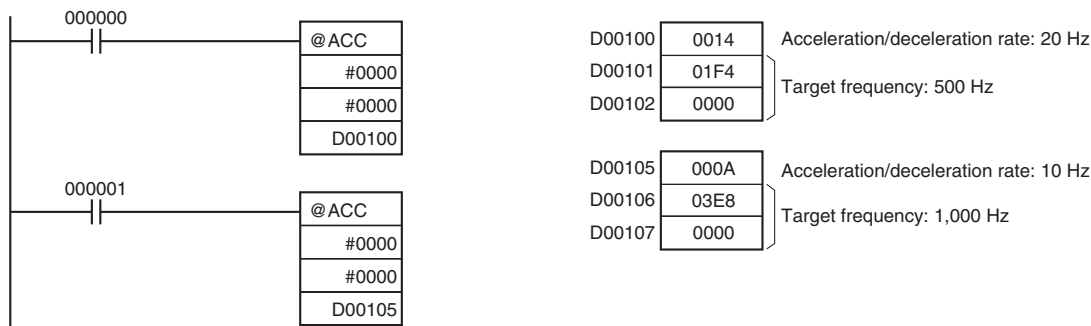 000000
@ACC
#0000
#0000
D00100
000001
@ACC
#0000
#0000
D00105
D00100 0014 Acceleration/deceleration rate: 20 Hz
D00101 01F4
Target frequency: 500 Hz
D00102 0000
D00105 000A Acceleration/deceleration rate: 10 Hz
D00106 03E8
Target frequency: 1,000 Hz
D00107 0000